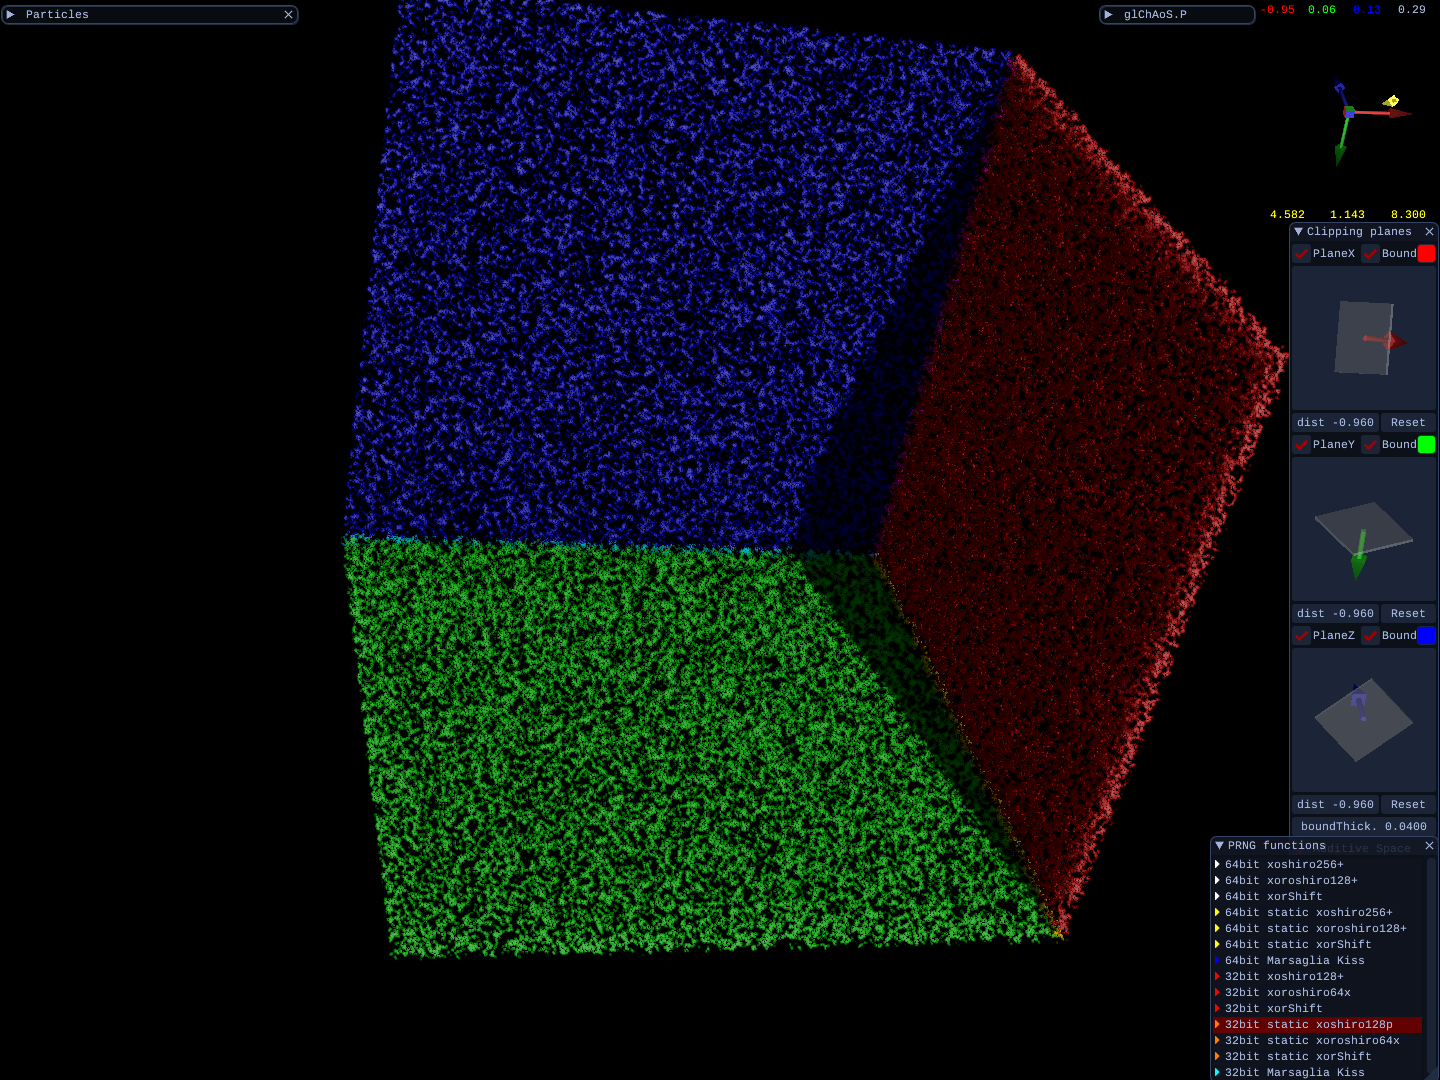 Particles
glChAoS.P
-0.95 0.06 0.13 0.29
4.582 1.143 8.300
Clipping planes
PlaneX Bound
dist -0.960 Reset
PlaneY Bound
dist -0.960 Reset
PlaneZ Bound
dist -0.960 Reset
boundThick. 0.0400
PRNG functions
64bit xoshiro256+
64bit xoroshiro128+
64bit xorShift
64bit static xoshiro256+
64bit static xoroshiro128+
64bit static xorShift
64bit Marsaglia Kiss
32bit xoshiro128+
32bit xoroshiro64x
32bit xorShift
32bit static xoshiro128p
32bit static xoroshiro64x
32bit static xorShift
32bit Marsaglia Kiss